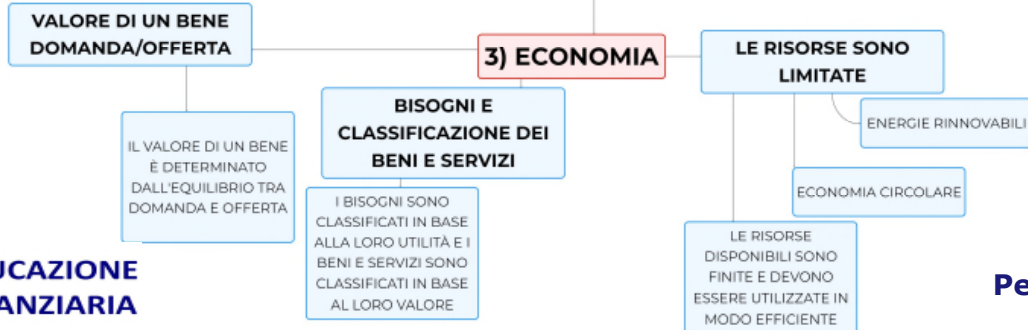 VALORE DI UN BENE
DOMANDA/OFFERTA
3) ECONOMIA
LE RISORSE SONO
LIMITATE
BISOGNI E
CLASSIFICAZIONE DEI
BENI E SERVIZI
ENERGIE RINNOVABILI
IL VALORE DI UN BENE
È DETERMINATO
DALL'EQUILIBRIO TRA
DOMANDA E OFFERTA
ECONOMIA CIRCOLARE
I BISOGNI SONO
CLASSIFICATI IN BASE
ALLA LORO UTILITÀ E I
BENI E SERVIZI SONO
CLASSIFICATI IN BASE
AL LORO VALORE
LE RISORSE
DISPONIBILI SONO
FINITE E DEVONO
ESSERE UTILIZZATE IN
MODO EFFICIENTE
UCAZIONE
ANZIARIA
Pe